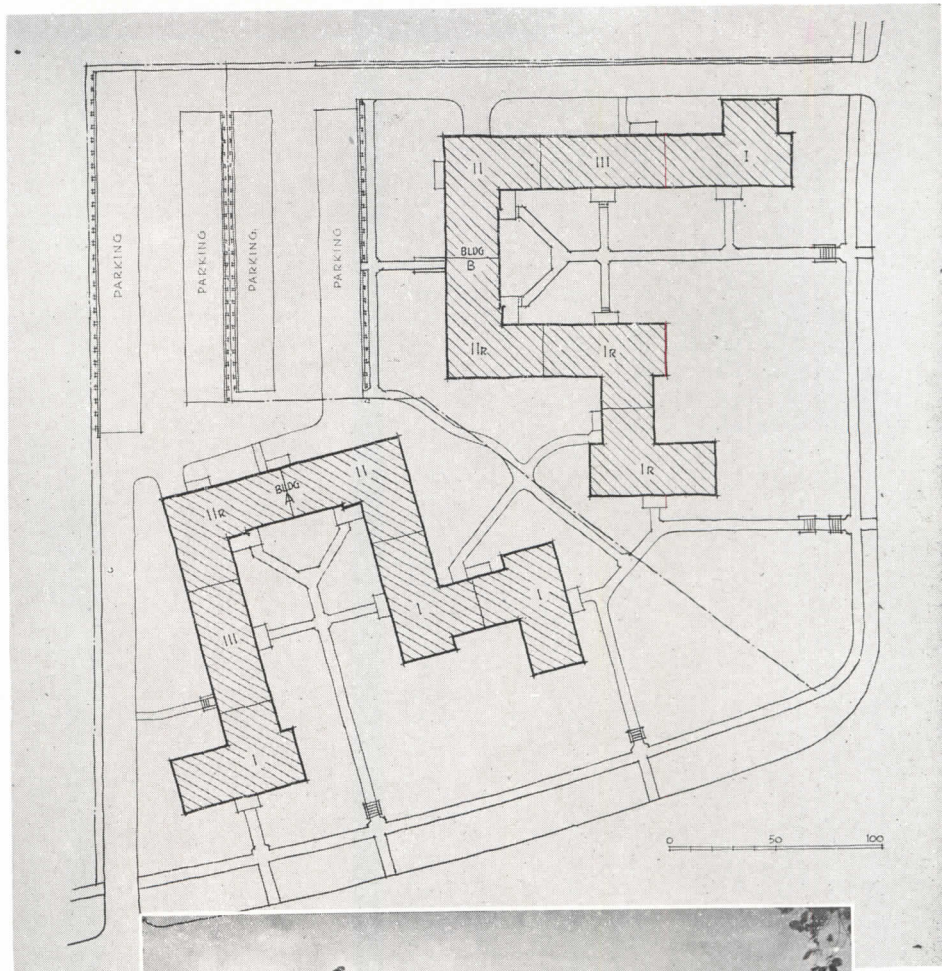 II
III
I
PARKING
PARKING
PARKING
PARKING
BLDG
B
IIR
IR
IR
BLDG
A
II
IIR
III
I
I
I
0 50 100